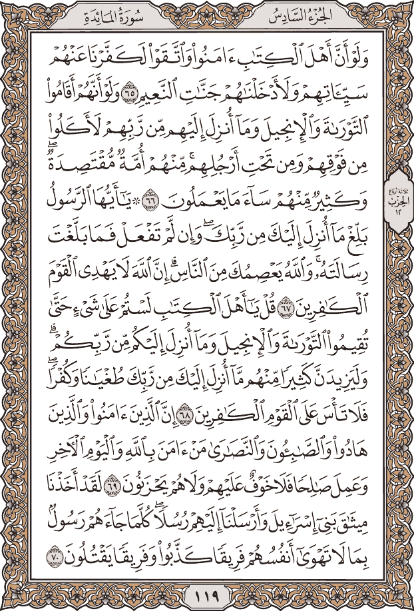 الجزء السادس
سورة المائدة
وَلَوْ أَنَّ أَهْلَ ٱلْكِتَٰبِ ءَامَنُوا۟ وَٱتَّقَوْا۟ لَكَفَّرْنَا عَنْهُمْ
سَيِّـَٔاتِهِمْ وَلَأَدْخَلْنَٰهُمْ جَنَّٰتِ ٱلنَّعِيمِ ٦٥ وَلَوْ أَنَّهُمْ أَقَامُوا۟
ٱلتَّوْرَىٰةَ وَٱلْإِنجِيلَ وَمَآ أُنزِلَ إِلَيْهِم مِّن رَّبِّهِمْ لَأَكَلُوا۟
مِن فَوْقِهِمْ وَمِن تَحْتِ أَرْجُلِهِم ۚ مِّنْهُمْ أُمَّةٌ مُّقْتَصِدَةٌ ۖ
وَكَثِيرٌ مِّنْهُمْ سَآءَ مَا يَعْمَلُونَ ٦٦ ۞ يَٰٓأَيُّهَا ٱلرَّسُولُ
بَلِّغْ مَآ أُنزِلَ إِلَيْكَ مِن رَّبِّكَ ۖ وَإِن لَّمْ تَفْعَلْ فَمَا بَلَّغْتَ
رِسَالَتَهُۥ ۚ وَٱللَّهُ يَعْصِمُكَ مِنَ ٱلنَّاسِ ۗ إِنَّ ٱللَّهَ لَا يَهْدِى ٱلْقَوْمَ
ٱلْكَٰفِرِينَ ٦٧ قُلْ يَٰٓأَهْلَ ٱلْكِتَٰبِ لَسْتُمْ عَلَىٰ شَىْءٍ حَتَّىٰ
تُقِيمُوا۟ ٱلتَّوْرَىٰةَ وَٱلْإِنجِيلَ وَمَآ أُنزِلَ إِلَيْكُم مِّن رَّبِّكُمْ ۗ
وَلَيَزِيدَنَّ كَثِيرًا مِّنْهُم مَّآ أُنزِلَ إِلَيْكَ مِن رَّبِّكَ طُغْيَٰنًا وَكُفْرًا ۖ
فَلَا تَأْسَ عَلَى ٱلْقَوْمِ ٱلْكَٰفِرِينَ ٦٨ إِنَّ ٱلَّذِينَ ءَامَنُوا۟ وَٱلَّذِينَ
هَادُوا۟ وَٱلصَّٰبِـُٔونَ وَٱلنَّصَٰرَىٰ مَنْ ءَامَنَ بِٱللَّهِ وَٱلْيَوْمِ ٱلْـَٔاخِرِ
وَعَمِلَ صَٰلِحًا فَلَا خَوْفٌ عَلَيْهِمْ وَلَا هُمْ يَحْزَنُونَ ٦٩ لَقَدْ أَخَذْنَا
مِيثَٰقَ بَنِىٓ إِسْرَٰٓءِيلَ وَأَرْسَلْنَآ إِلَيْهِمْ رُسُلًا ۖ كُلَّمَا جَآءَهُمْ رَسُولٌۢ
بِمَا لَا تَهْوَىٰٓ أَنفُسُهُمْ فَرِيقًا كَذَّبُوا۟ وَفَرِيقًا يَقْتُلُونَ ٧٠
ثلاثة أرباع
الحزب
١٢
١١٩